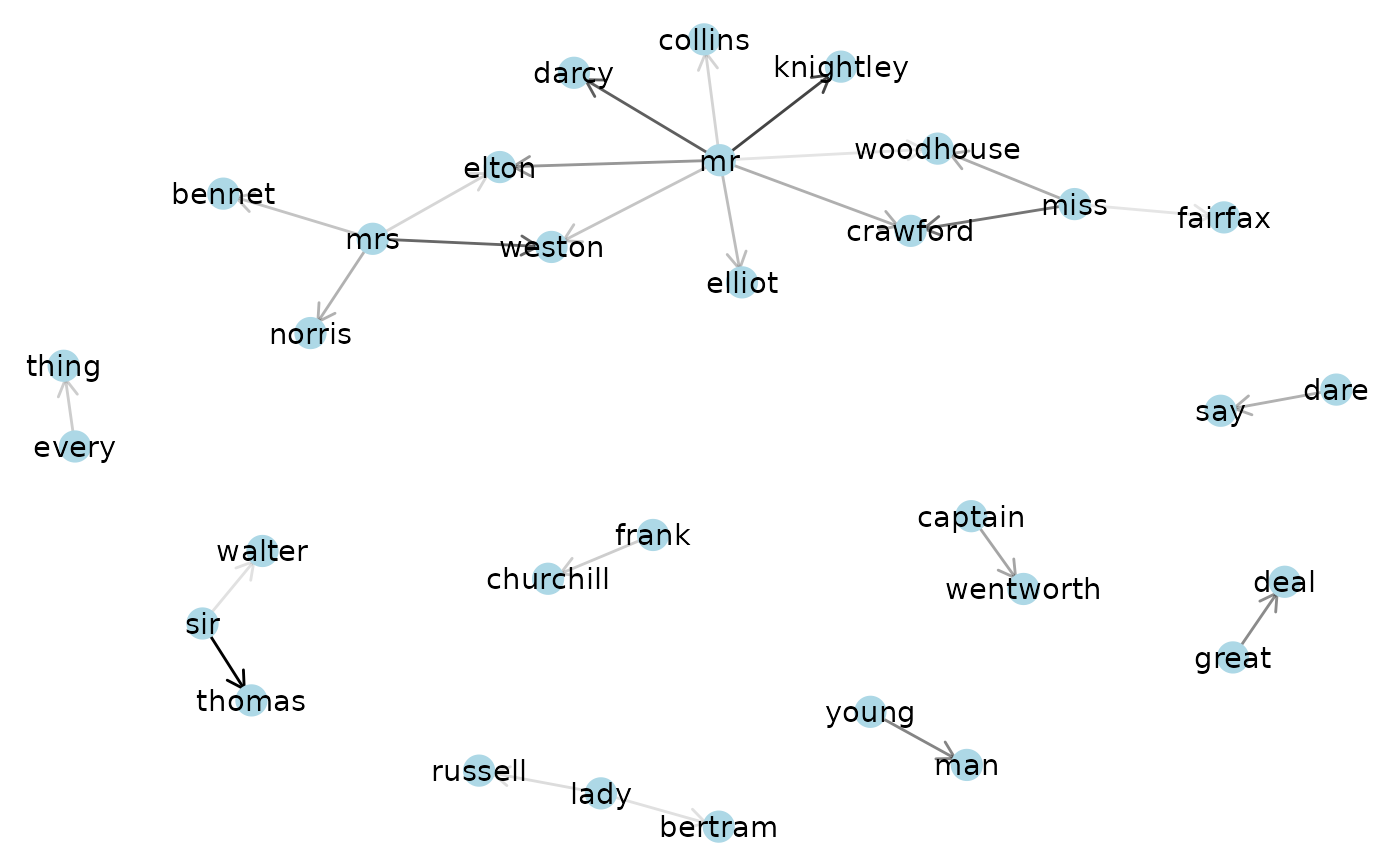 collins
knightley
darcy
woodhouse
mr
elton
bennet
miss
fairfax
crawford
mrs
weston
elliot
norris
thing
dare
say
every
captain
frank
walter
churchill
deal
wentworth
sir
great
thomas
young
man
russell
lady
bertram